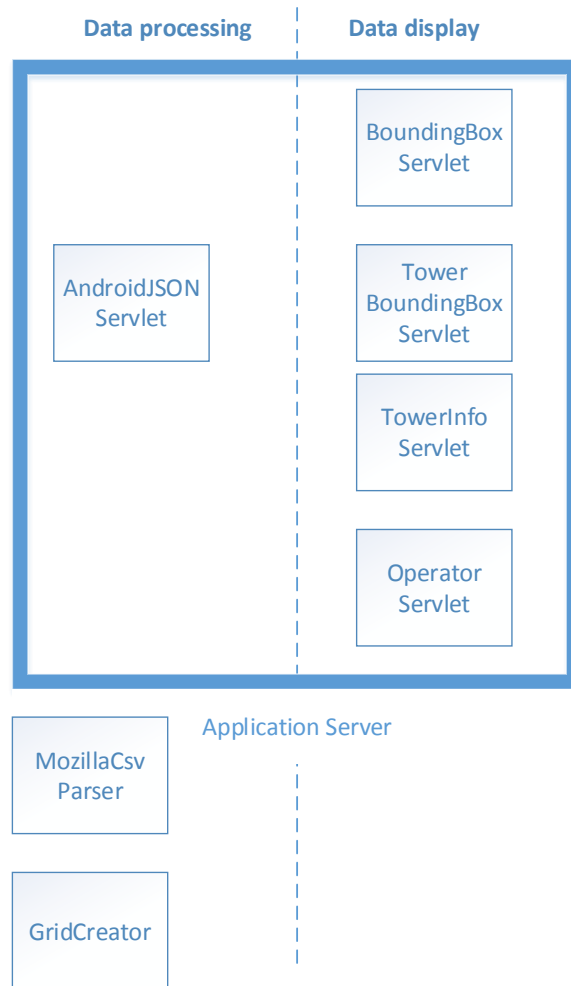 Data processing
Data display
BoundingBox
Servlet
AndroidJSON
Servlet
Tower
BoundingBox
Servlet
TowerInfo
Servlet
Operator
Servlet
Application Server
MozillaCsv
Parser
GridCreator